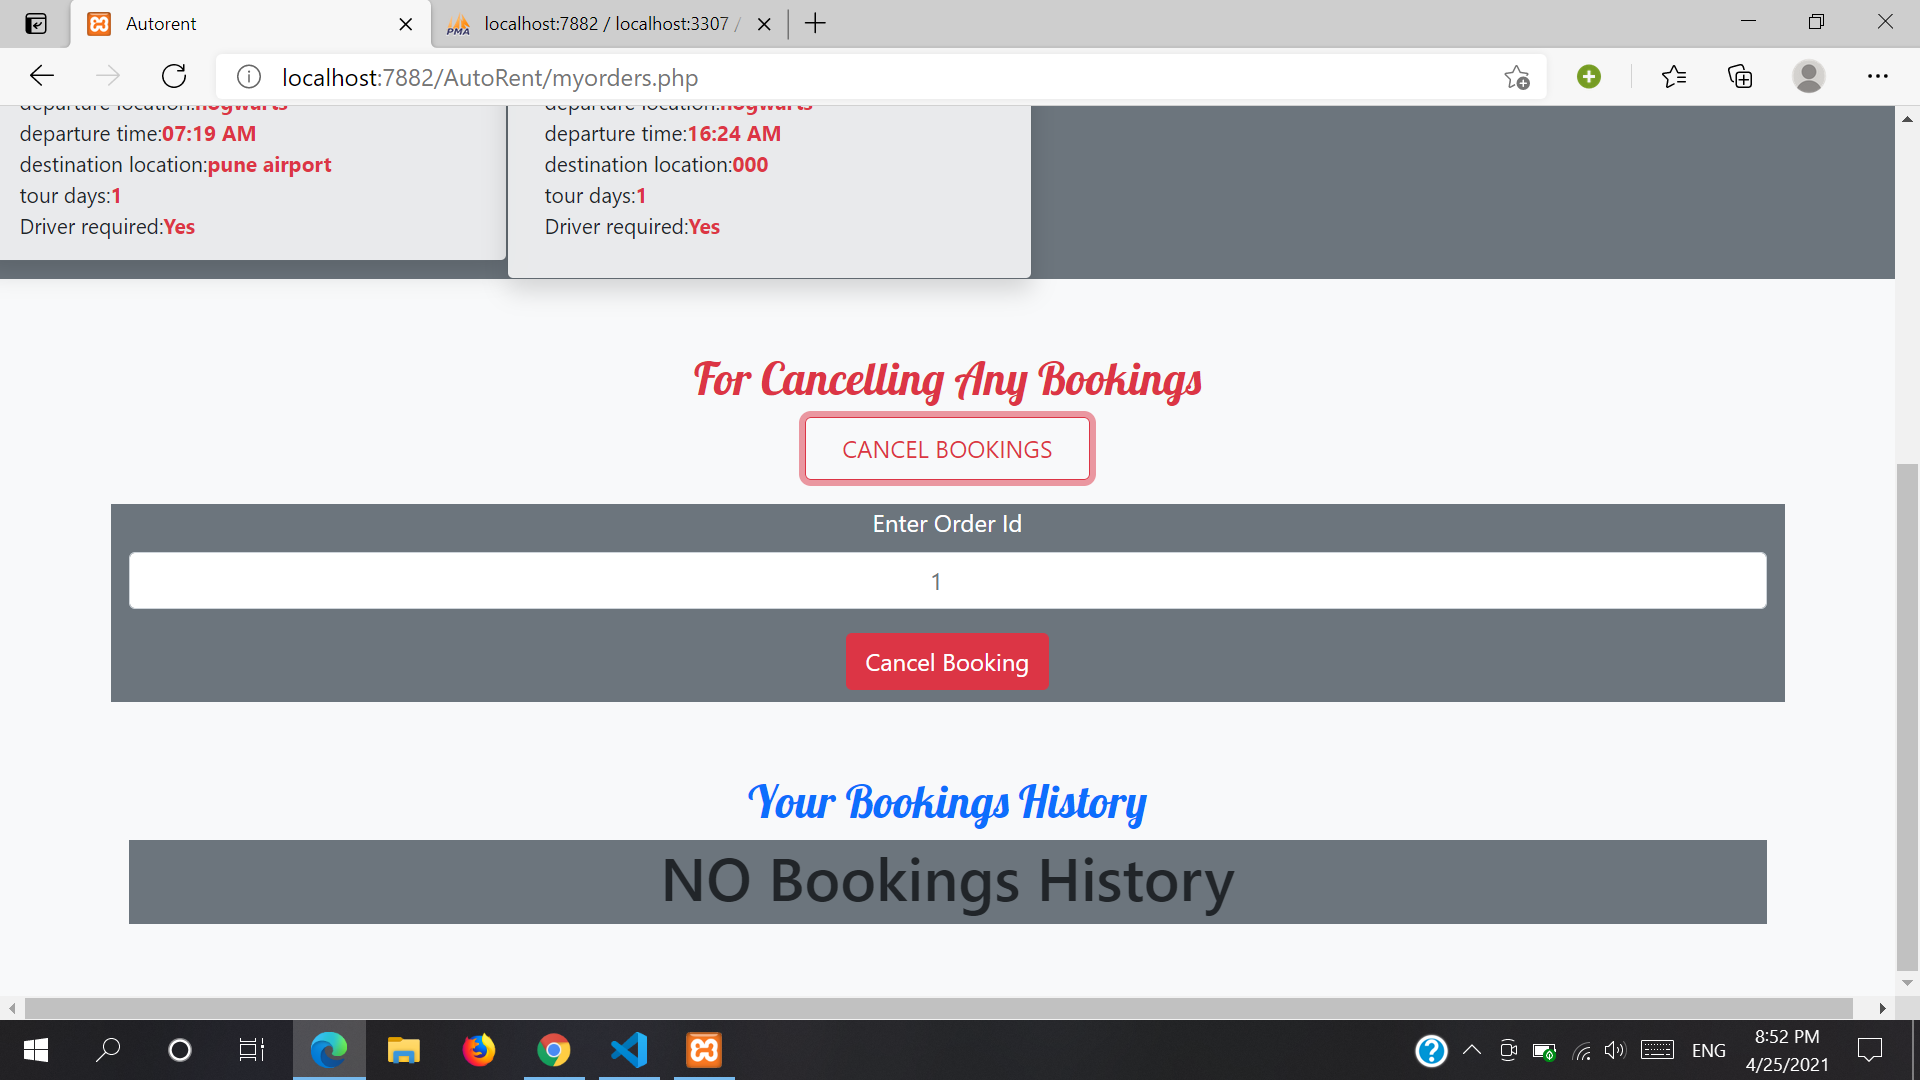 Autorent
localhost:7882 / localhost:3307 /
localhost:7882/AutoRent/myorders.php
departure location:hogwarts
departure time:07:19 AM
destination location:pune airport
tour days:1
Driver required:Yes
departure location:hogwarts
departure time:16:24 AM
destination location:000
tour days:1
Driver required:Yes
For Cancelling Any Bookings
CANCEL BOOKINGS
Enter Order Id
1
Cancel Booking
Your Bookings History
NO Bookings History
ENG
8:52 PM
4/25/2021